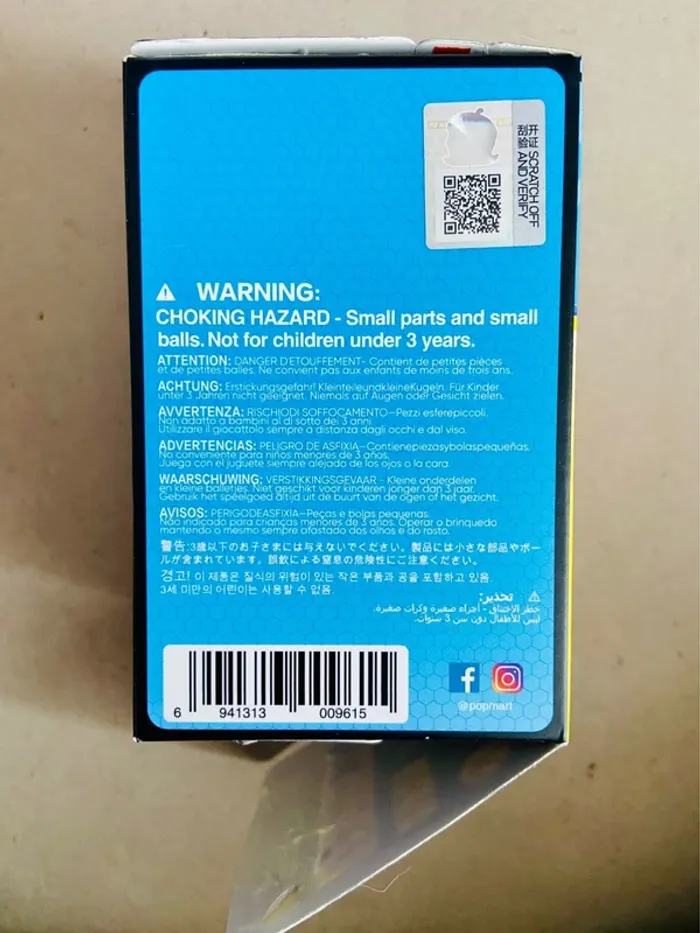 开证 SCRATCH OFF
刮验 AND VERIFY
WARNING:
CHOKING HAZARD - Small parts and small
balls. Not for children under 3 years.
ATTENTION: DANGER D'ETOUFFEMENT- Contient de petites pièces
et de petites balles. Ne convient pas aux enfants de moins de trois ans.
ACHTUNG: Erstickungsgefahr! KleinteileundkleineKugeln. Für Kinder
unter 3 Jahren nicht geeignet. Niemals auf Augen oder Gesicht zielen.
AVVERTENZA: RISCHIODI SOFFOCAMENTO—Pezzi esferepiccoli.
Non adatto a bambini al di sotto dei 3 anni
Utilizzare il giocattolo sempre a distanza dagli occhi e dal viso.
ADVERTENCIAS: PELIGRO DE ASFIXIA—Contienepiezasybolaspequeñas.
No conveniente para niños menores de 3 años.
Juega con el juguete siempre alejado de los ojos o la cara.
WAARSCHUWING: VERSTIKKINGSGEVAAR - Kleine onderdelen
en kleine balletjes. Niet geschikt voor kinderen jonger dan 3 jaar.
Gebruik het speelgoed altijd uit de buurt van de ogen of het gezicht.
AVISOS: PERIGODEASFIXIA—Peças e bolas pequenas.
Não indicado para crianças menores de 3 años. Operar o brinquedo
mantendo o mesmo sempre afastado dos olhos e do rosto.
警告:3歳以下のお子さまには与えないでください。製品には小さな部品やボー
ルが含まれています。誤飲による窒息の危険性にご注意ください。
경고! 이 제품은 질식의 위험이 있는 작은 부품과 공을 포함하고 있음.
3세 미만의 어린이는 사용할 수 없음.
تحذير:
خطر الاختناق - أجزاء صغيرة وكرات صغيرة.
ليس للأطفال دون سن 3 سنوات.
6 941313 009615
@popmart